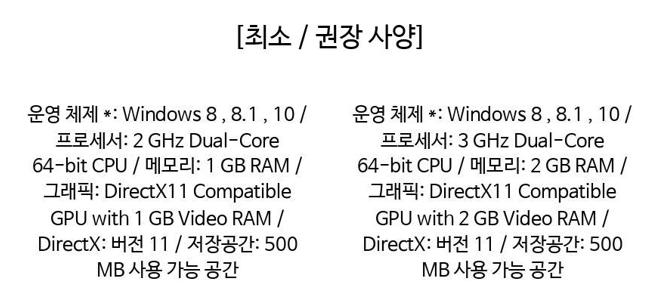 [최소 / 권장 사양]
운영 체제 *: Windows 8 , 8.1 , 10 /
프로세서: 2 GHz Dual-Core
64-bit CPU / 메모리: 1 GB RAM /
그래픽: DirectX11 Compatible
GPU with 1 GB Video RAM /
DirectX: 버전 11 / 저장공간: 500
MB 사용 가능 공간
운영 체제 *: Windows 8 , 8.1 , 10 /
프로세서: 3 GHz Dual-Core
64-bit CPU / 메모리: 2 GB RAM /
그래픽: DirectX11 Compatible
GPU with 2 GB Video RAM /
DirectX: 버전 11 / 저장공간: 500
MB 사용 가능 공간